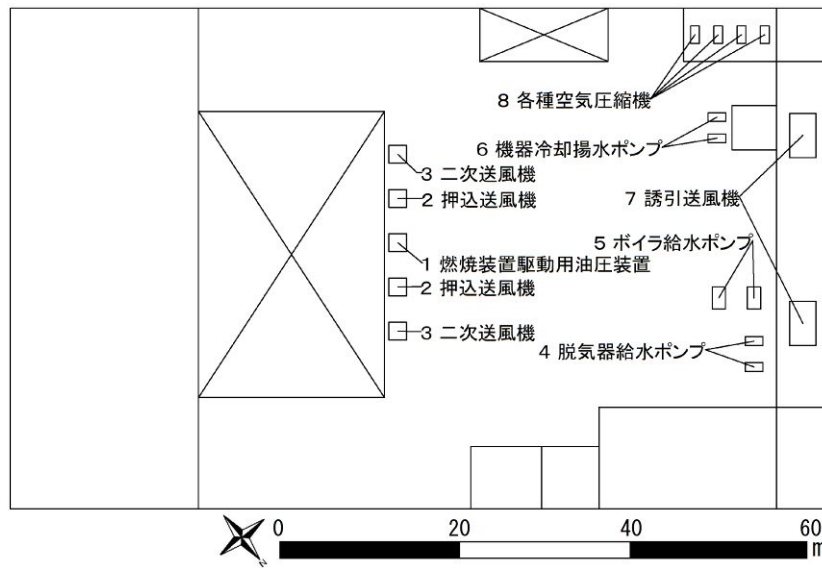 8 各種空気圧縮機
6 機器冷却揚水ポンプ
3 二次送風機
2 押込送風機
7 誘引送風機
5 ボイラ給水ポンプ
1 燃焼装置駆動用油圧装置
2 押込送風機
3 二次送風機
4 脱気器給水ポンプ
N
0 20 40 60
m